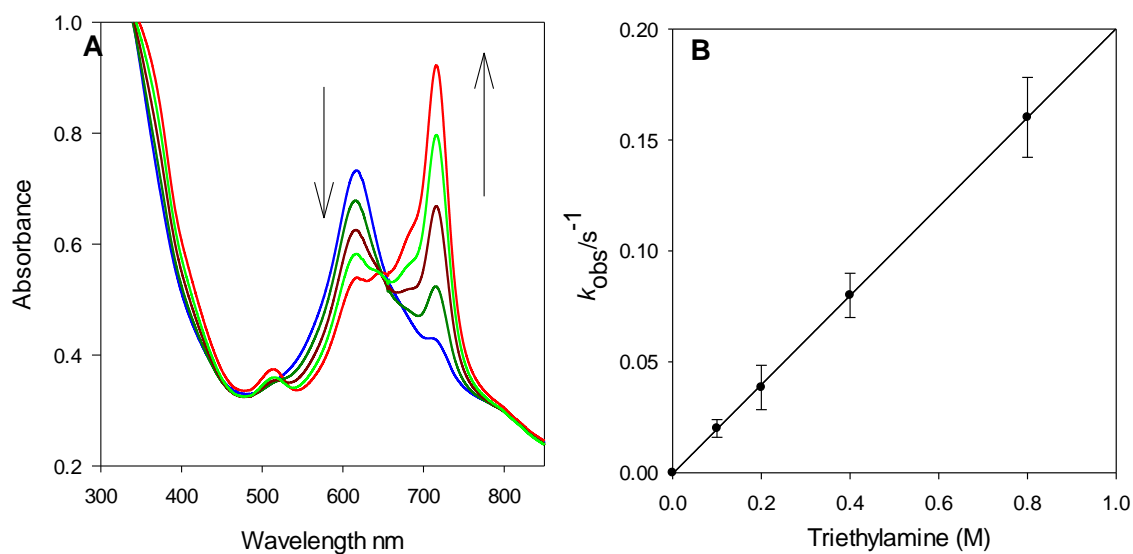 A
1.0
0.8
0.6
0.4
0.2
Absorbance
300 400 500 600 700 800
Wavelength nm
B
0.20
0.15
0.10
0.05
0.00
kobs/s-1
0.0 0.2 0.4 0.6 0.8 1.0
Triethylamine (M)